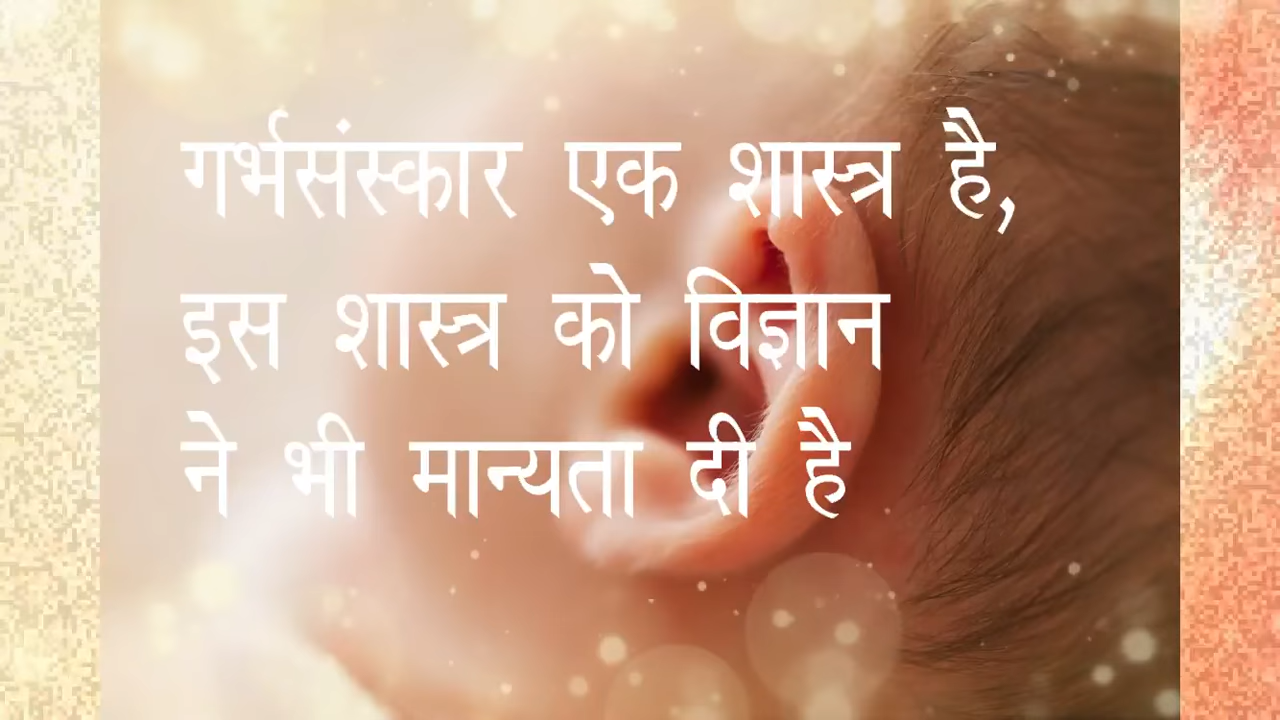 गर्भसंस्कार एक शास्त्र है,
इस शास्त्र को विज्ञान
ने भी मान्यता दी है